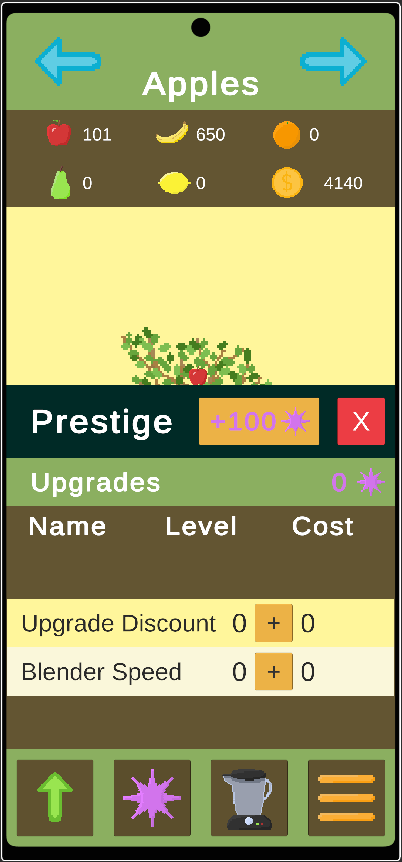 Apples
101 650 0
0 0 4140
Prestige +100 X
Upgrades 0
Name Level Cost
Upgrade Discount 0 + 0
Blender Speed 0 + 0